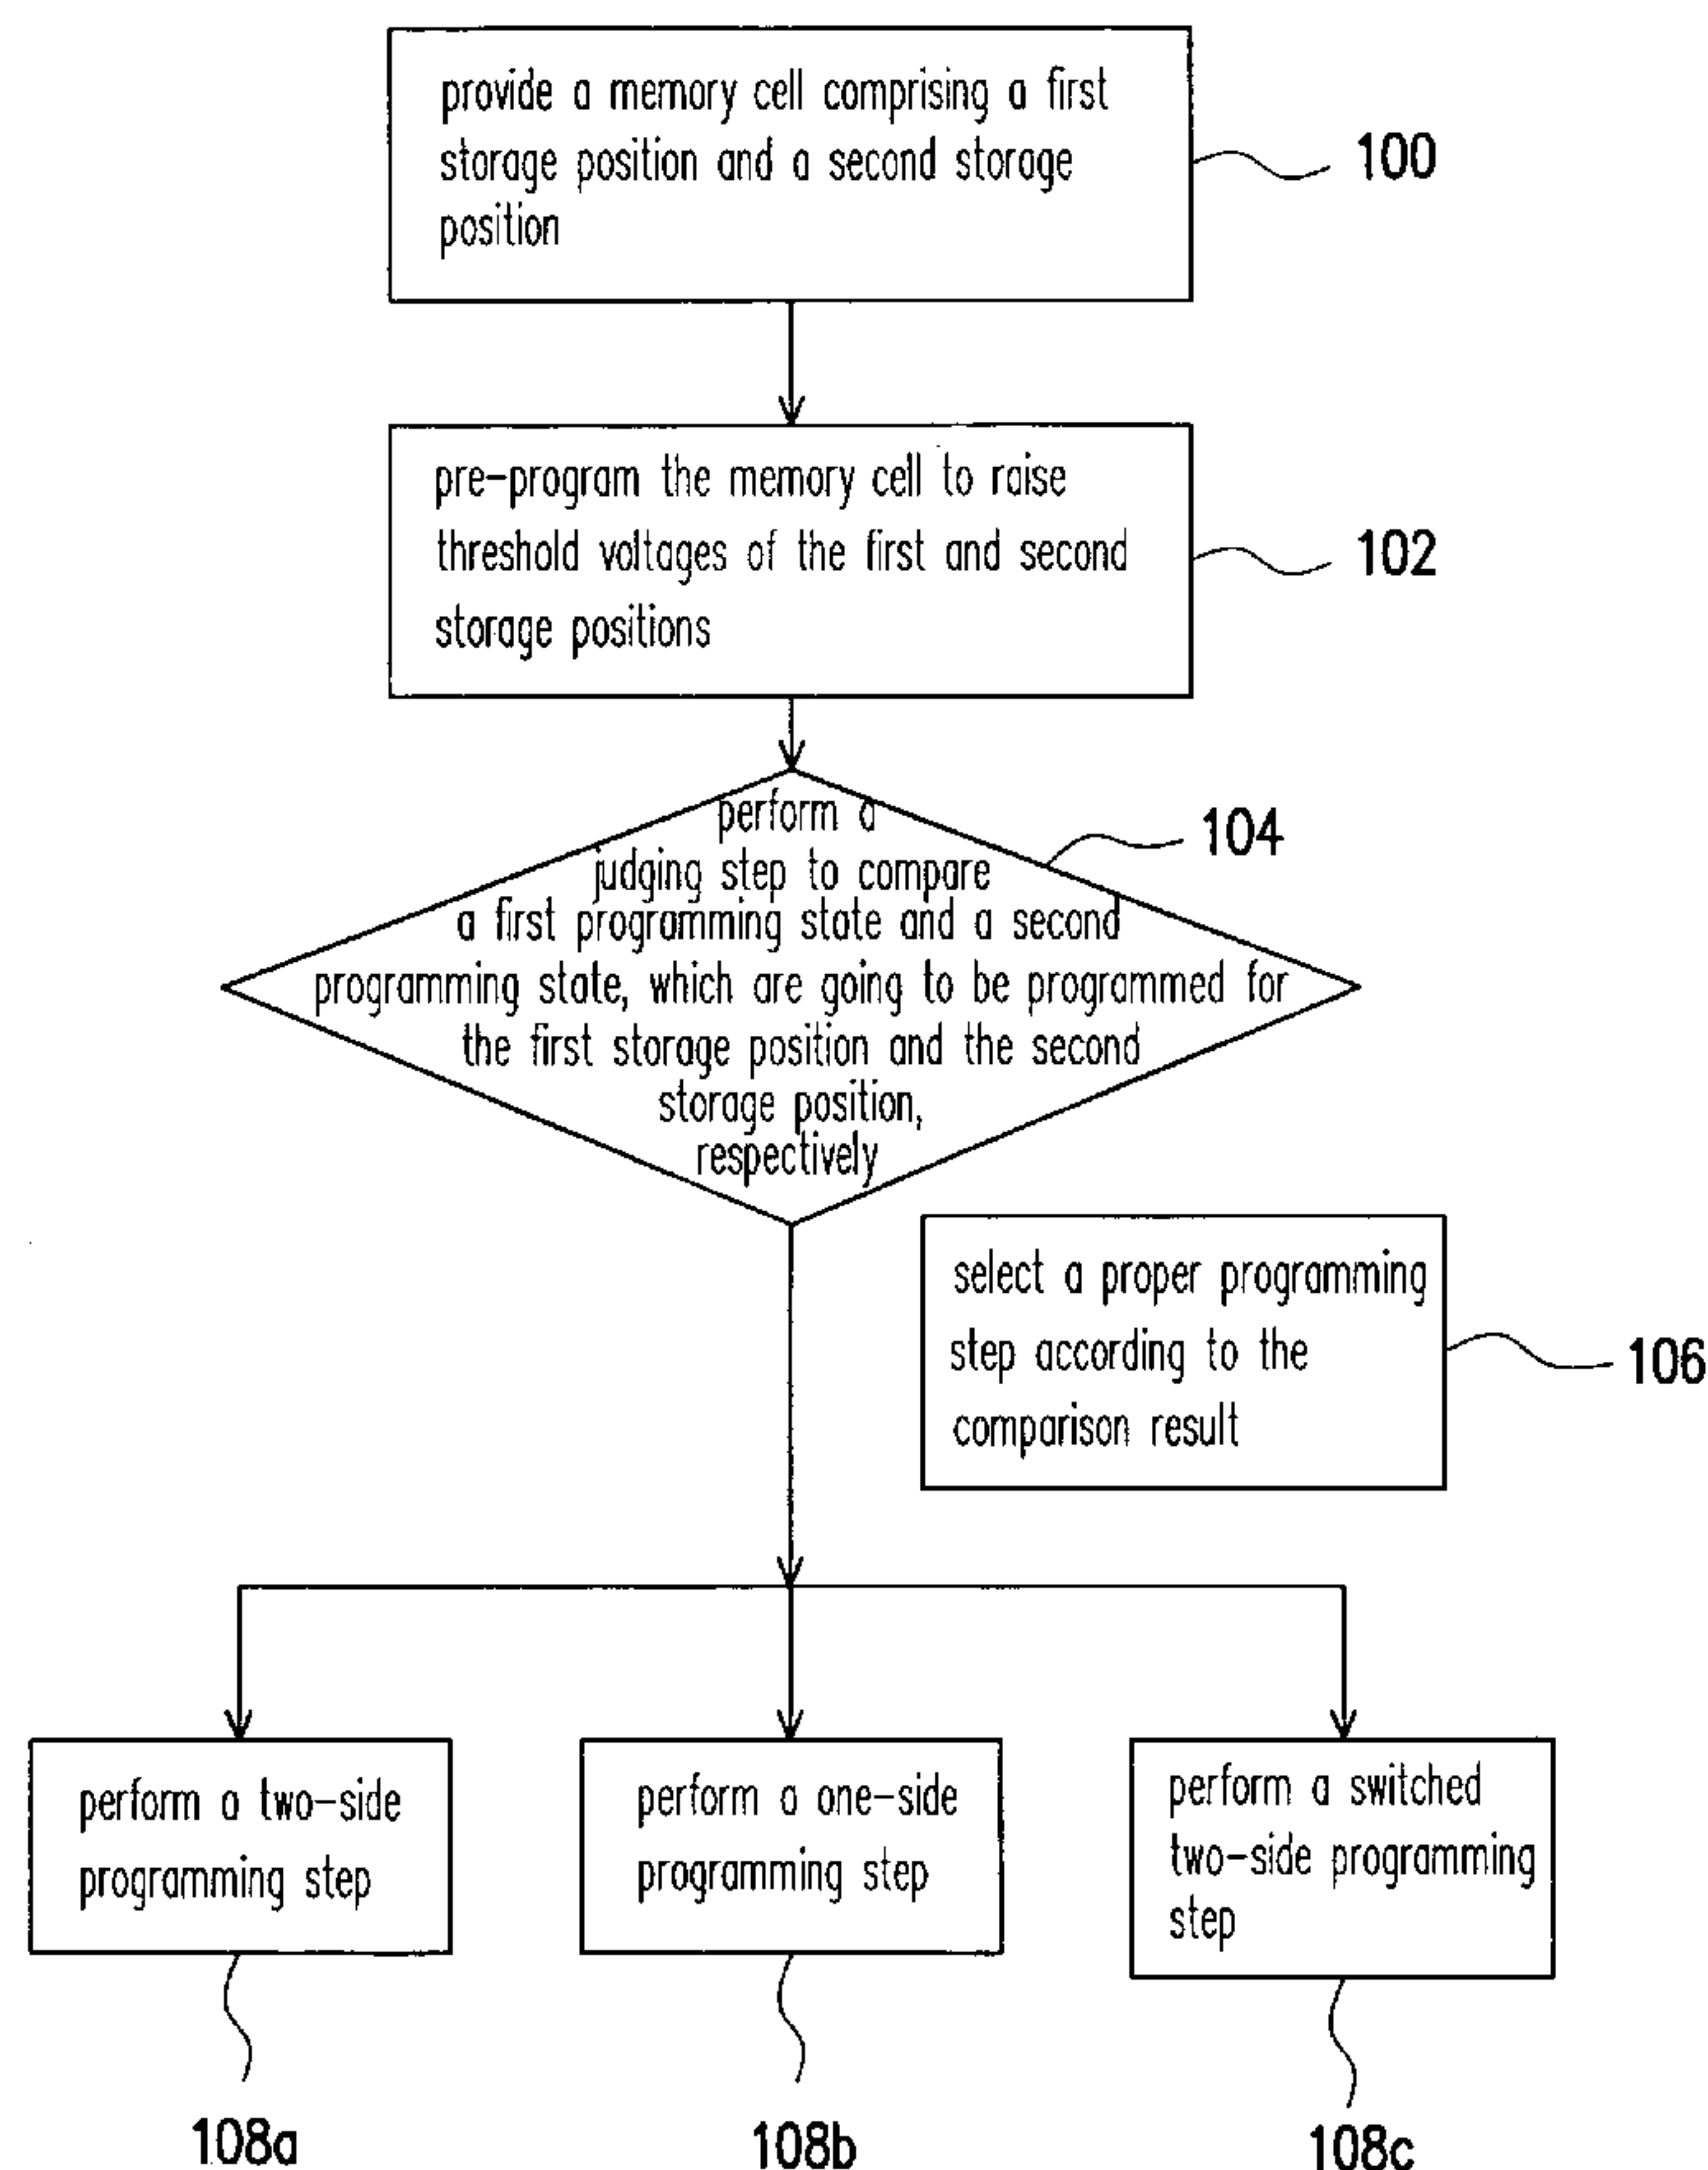 provide a memory cell comprising a first
storage position and a second storage
position
100
pre-program the memory cell to raise
threshold voltages of the first and second
storage positions
102
perform a
judging step to compare
a first programming state and a second
programming state, which are going to be programmed for
the first storage position and the second
storage position,
respectively
104
select a proper programming
step according to the
comparison result
106
perform a two-side
programming step
108a
perform a one-side
programming step
108b
perform a switched
two-side programming
step
108c